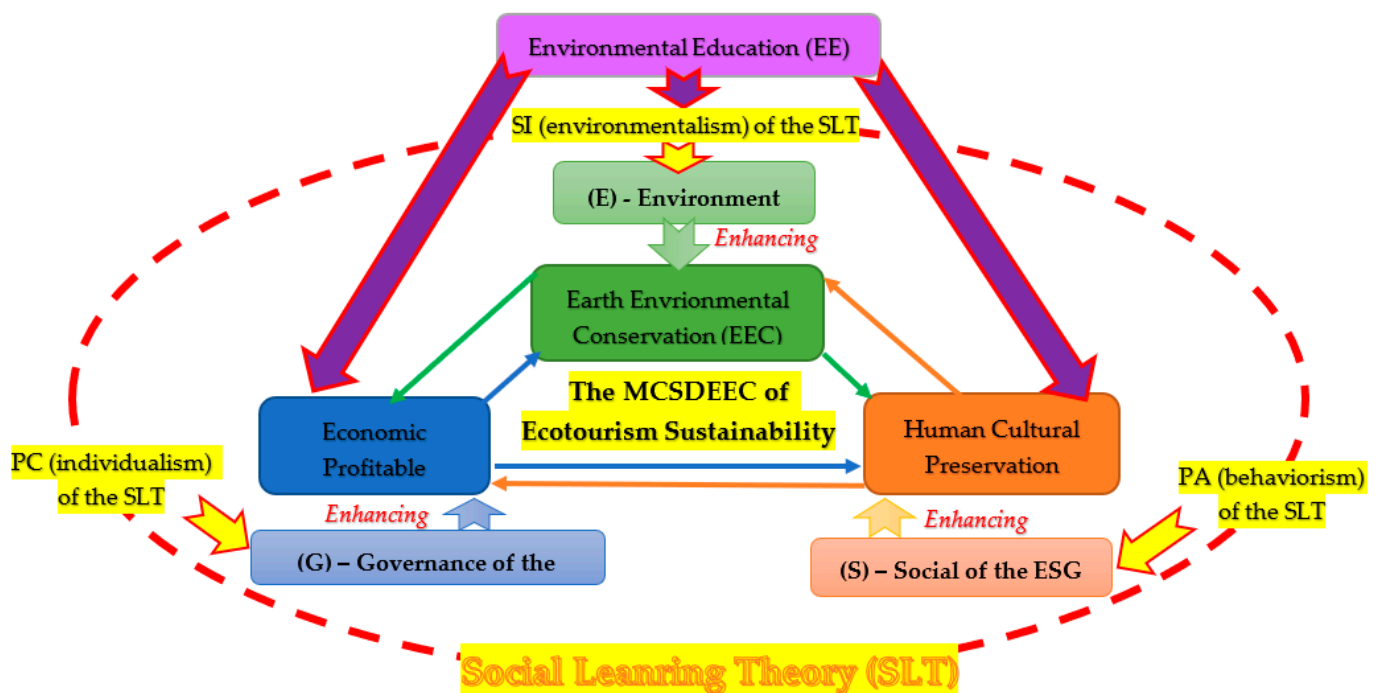 Environmental Education (EE)
SI (environmentalism) of the SLT
(E) - Environment
Enhancing
Earth Envrionmental
Conservation (EEC)
The MCSDEEC of
Ecotourism Sustainability
Economic
Profitable
Human Cultural
Preservation
PC (individualism)
of the SLT
PA (behaviorism)
of the SLT
Enhancing
Enhancing
(G) – Governance of the
(S) – Social of the ESG
Social Leanring Theory (SLT)